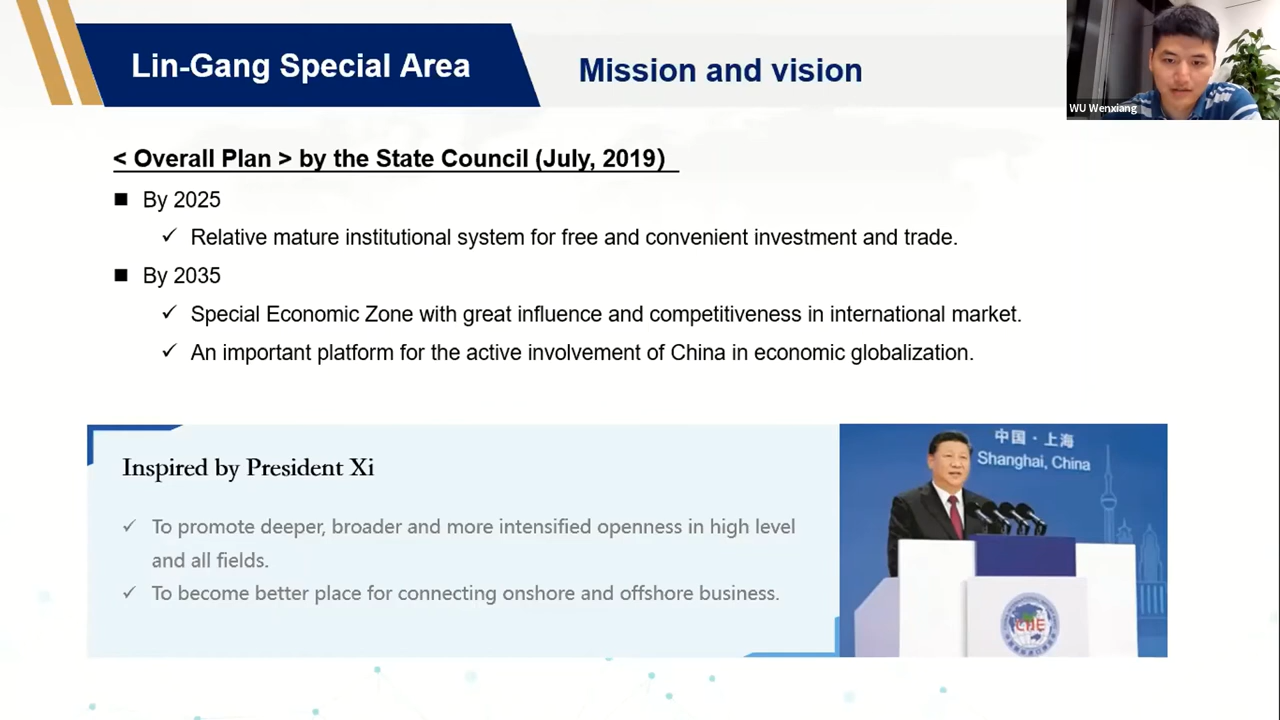 Lin-Gang Special Area
Mission and vision
WU Wenxiang
< Overall Plan > by the State Council (July, 2019)
■ By 2025
✓ Relative mature institutional system for free and convenient investment and trade.
■ By 2035
✓ Special Economic Zone with great influence and competitiveness in international market.
✓ An important platform for the active involvement of China in economic globalization.
Inspired by President Xi
✓ To promote deeper, broader and more intensified openness in high level
and all fields.
✓ To become better place for connecting onshore and offshore business.
中国·上海
Shanghai, China